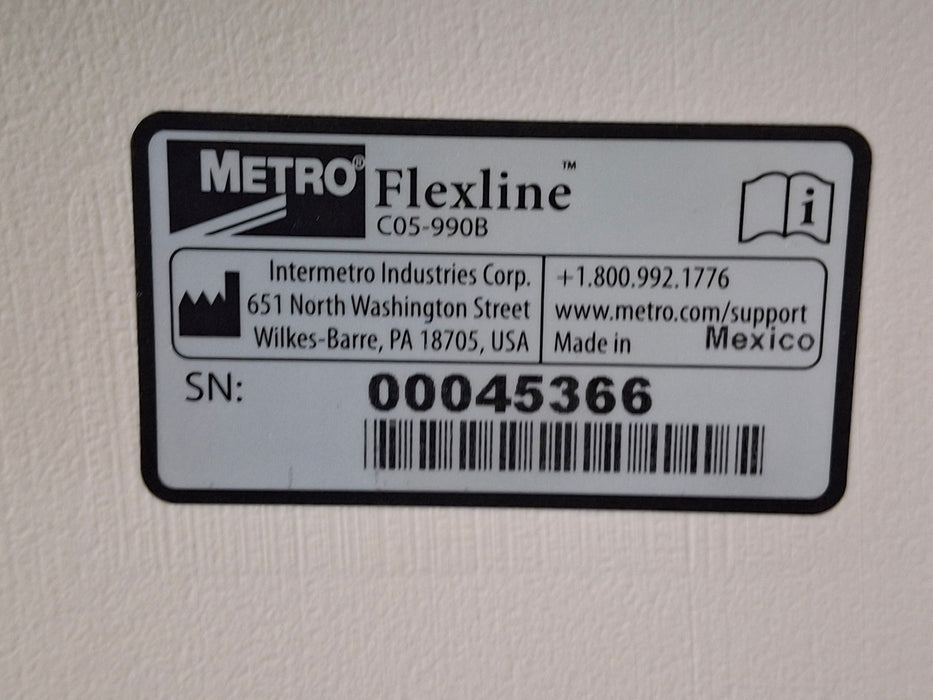 METRO® Flexline™
C05-990B
i
Intermetro Industries Corp.
651 North Washington Street
Wilkes-Barre, PA 18705, USA
+1.800.992.1776
www.metro.com/support
Made in Mexico
SN: 00045366